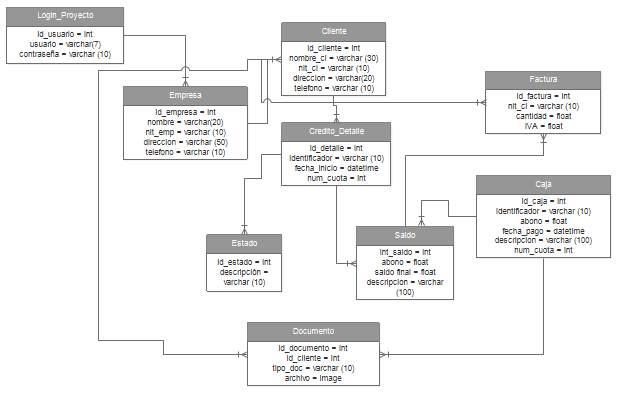 Login_Proyecto
id_usuario = int
usuario = varchar(7)
contraseña = varchar (10)
Cliente
id_cliente = int
nombre_cl = varchar (30)
nit_cl = varchar (10)
direccion = varchar(20)
telefono = varchar (10)
Factura
id_factura = int
nit_cl = varchar (10)
cantidad = float
IVA = float
Empresa
id_empresa = int
nombre = varchar(20)
nit_emp = varchar (10)
direccion = varchar (50)
telefono = varchar (10)
Credito_Detalle
id_detalle = int
identificador = varchar (10)
fecha_inicio = datetime
num_cuota = int
Caja
id_caja = int
identificador = varchar (10)
abono = float
fecha_pago = datetime
descripcion = varchar (100)
num_cuota = int
Estado
id_estado = int
descripción =
varchar (10)
Saldo
int_saldo = int
abono = float
saldo final = float
descripcion = varchar
(100)
Documento
id_documento = int
id_cliente = int
tipo_doc = varchar (10)
archivo = image